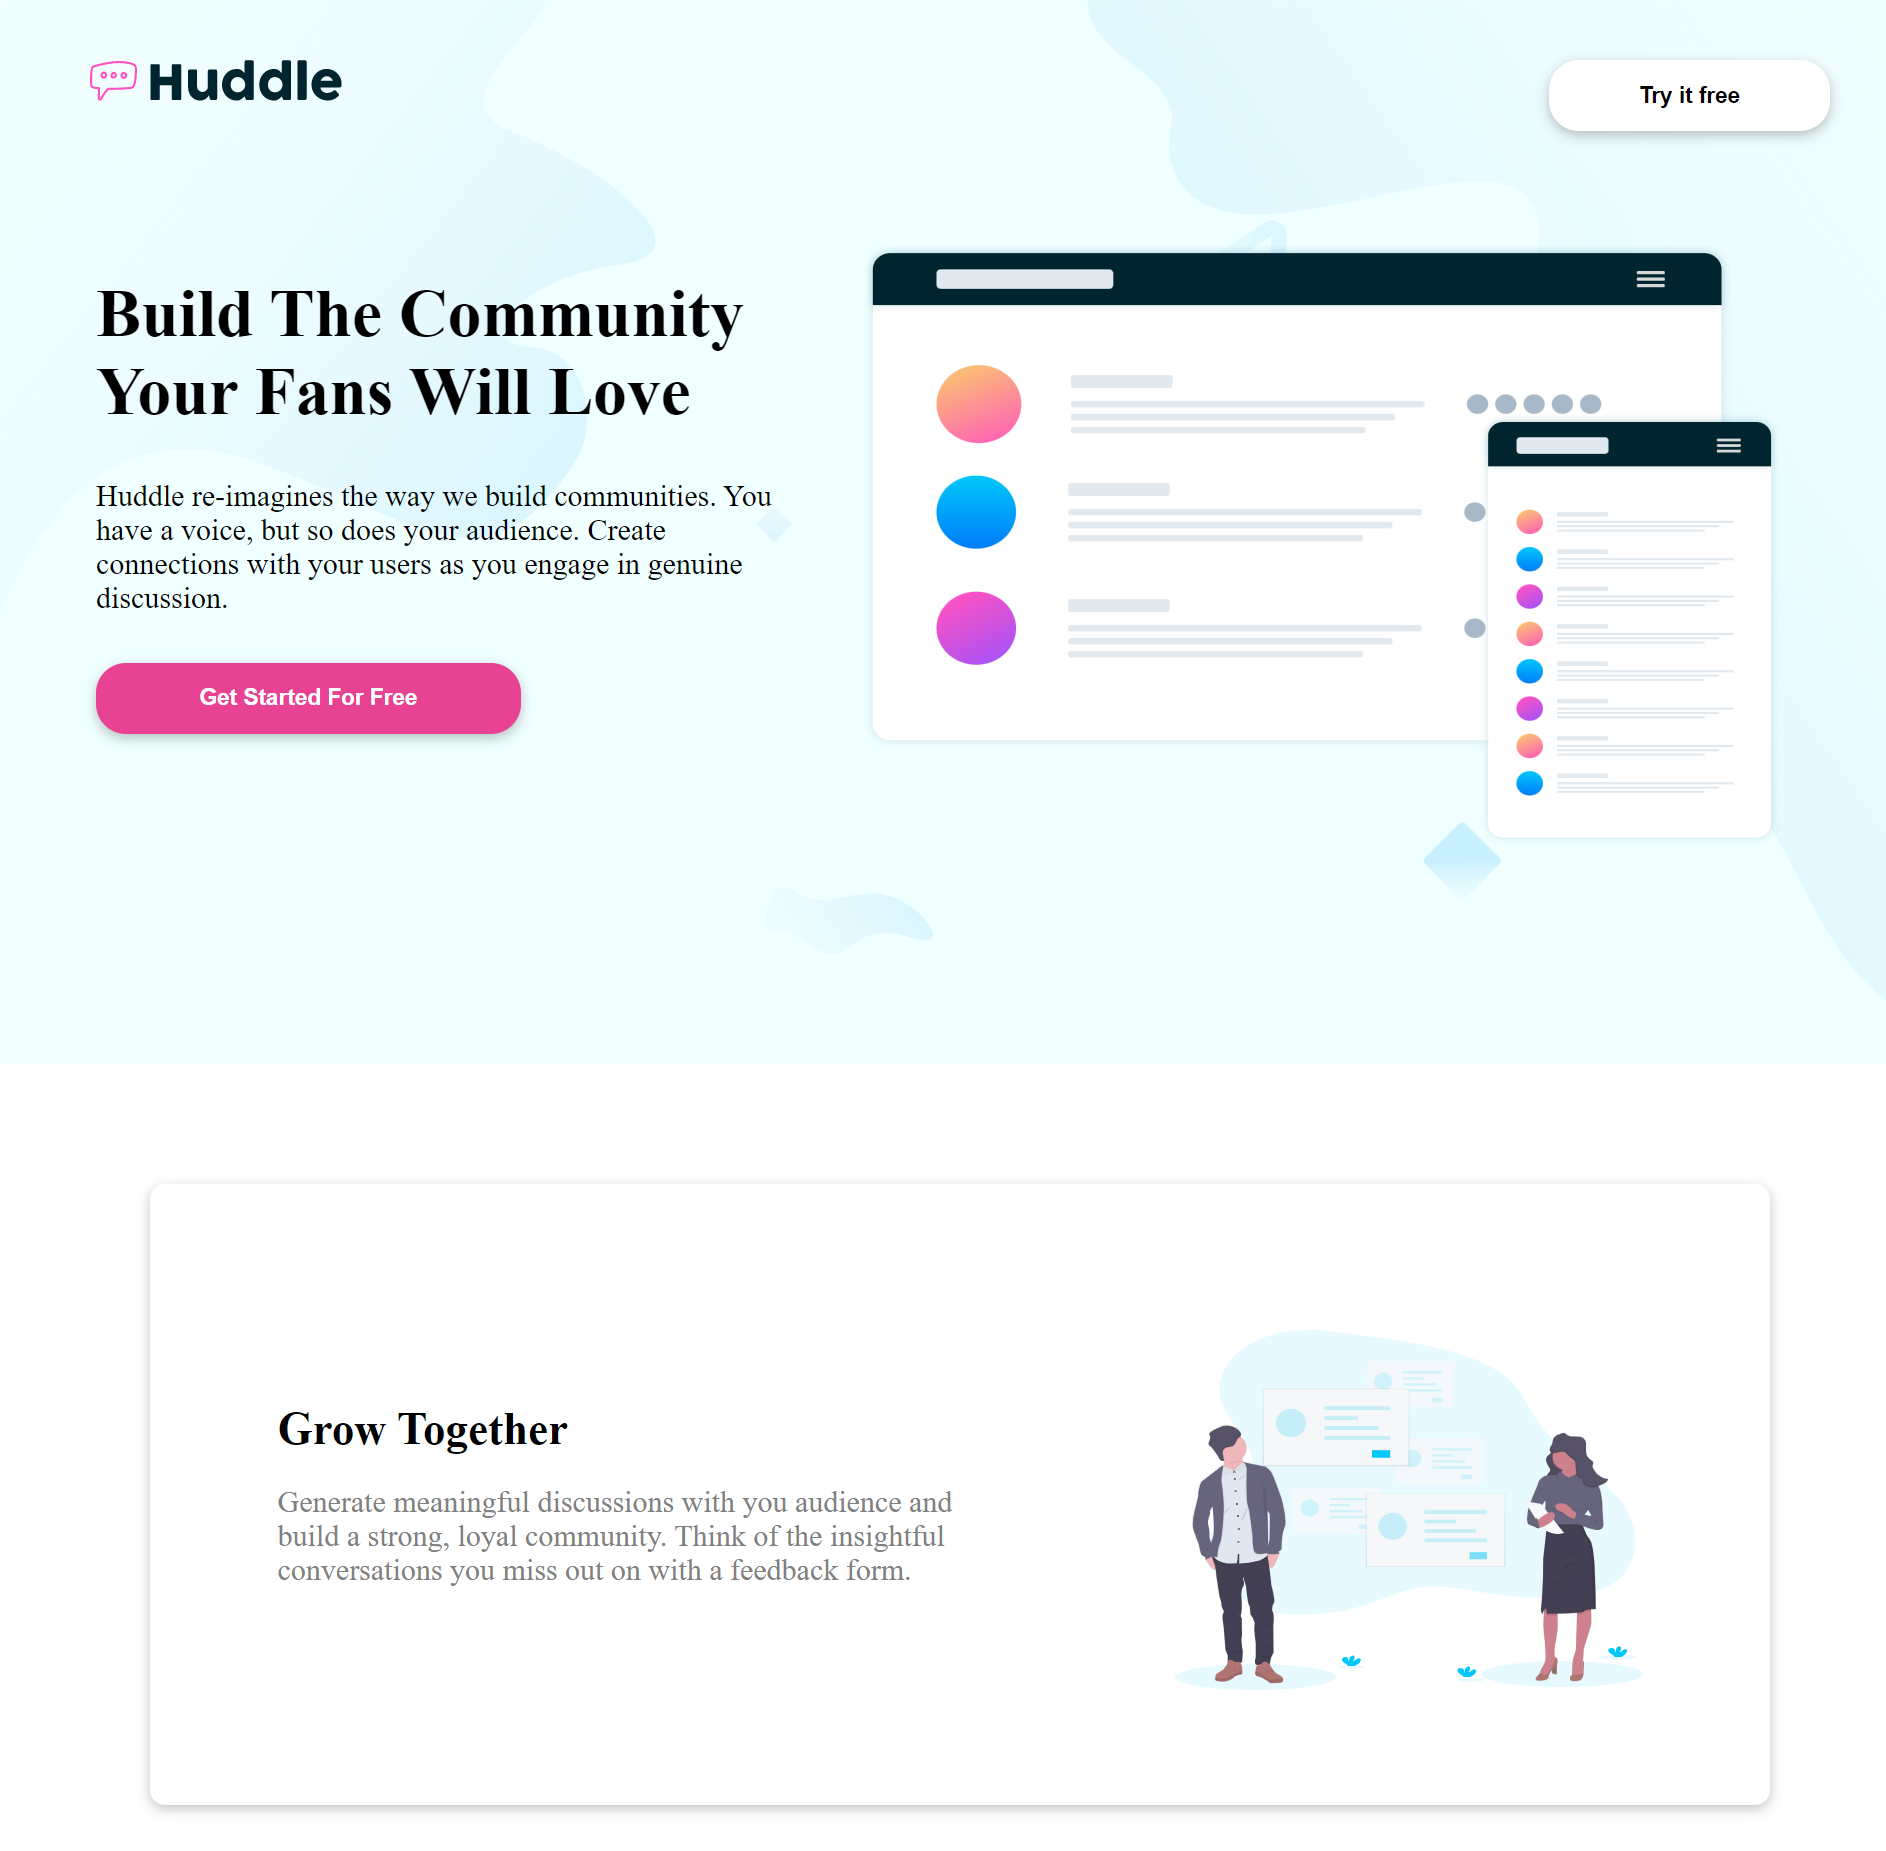 Huddle
Try it free
Build The Community
Your Fans Will Love
Huddle re-imagines the way we build communities. You
have a voice, but so does your audience. Create
connections with your users as you engage in genuine
discussion.
Get Started For Free
Grow Together
Generate meaningful discussions with you audience and
build a strong, loyal community. Think of the insightful
conversations you miss out on with a feedback form.